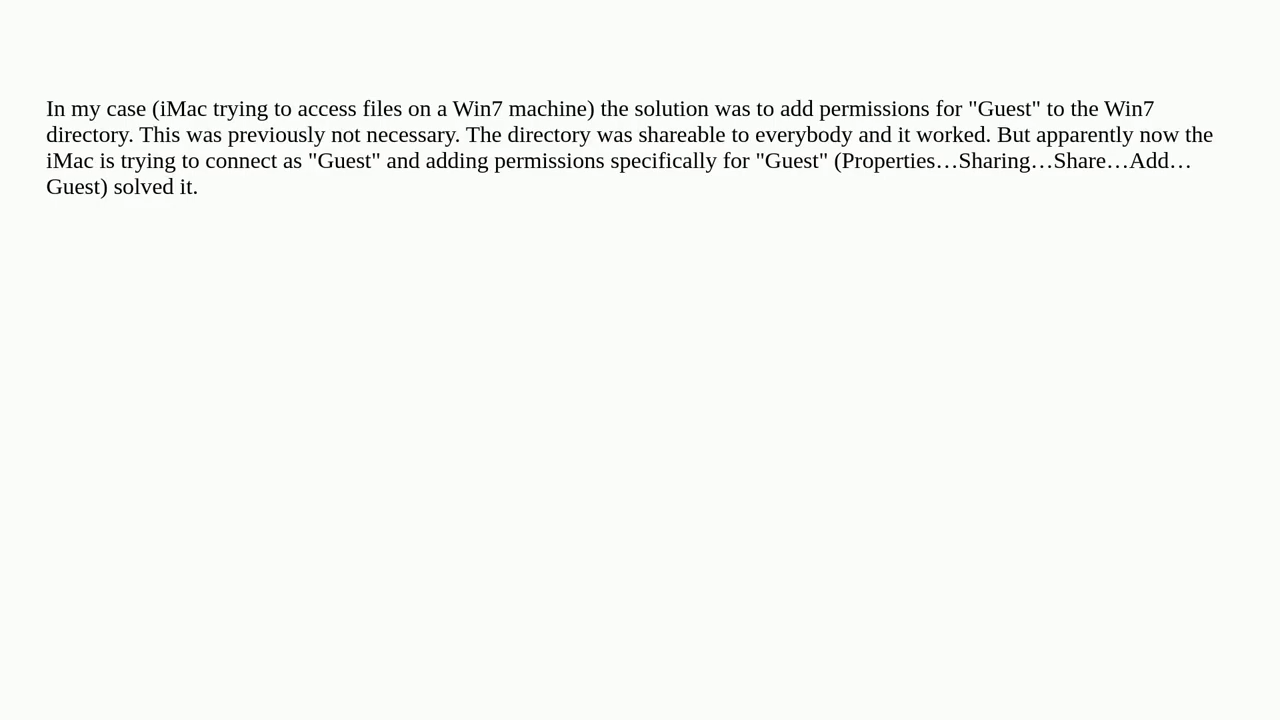 In my case (iMac trying to access files on a Win7 machine) the solution was to add permissions for "Guest" to the Win7
directory. This was previously not necessary. The directory was shareable to everybody and it worked. But apparently now the
iMac is trying to connect as "Guest" and adding permissions specifically for "Guest" (Properties…Sharing…Share…Add…
Guest) solved it.